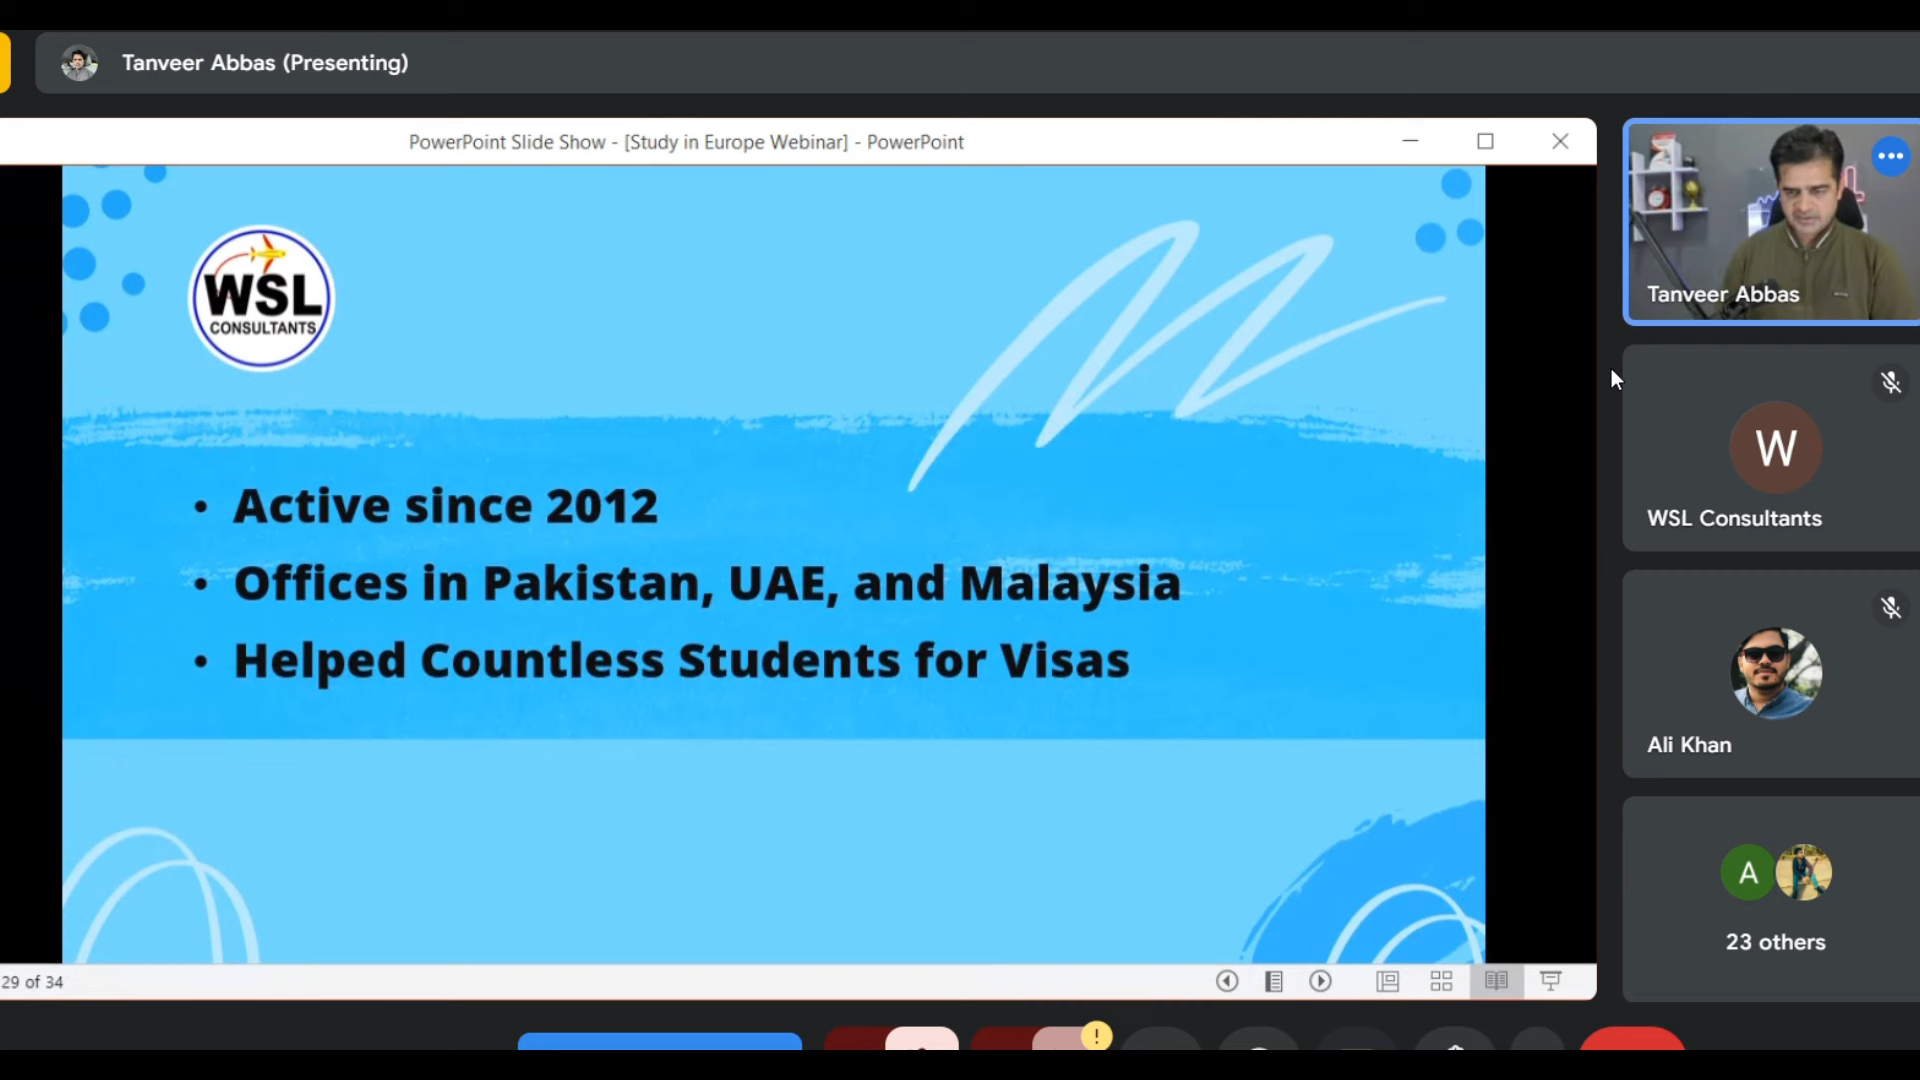 Tanveer Abbas (Presenting)
PowerPoint Slide Show - [Study in Europe Webinar] - PowerPoint
WSL
CONSULTANTS
• Active since 2012
• Offices in Pakistan, UAE, and Malaysia
• Helped Countless Students for Visas
29 of 34
Tanveer Abbas
W
WSL Consultants
Ali Khan
A
23 others
!